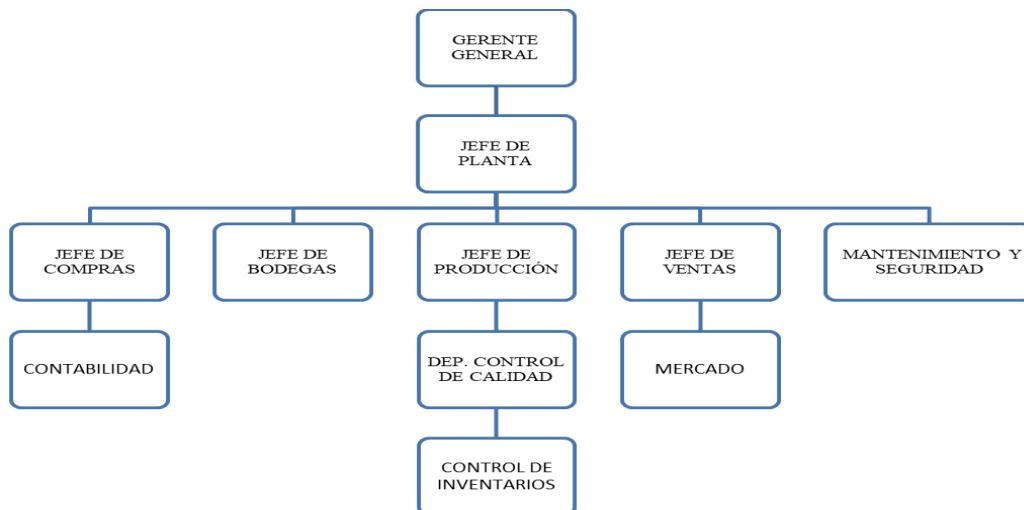 GERENTE
GENERAL
JEFE DE
PLANTA
JEFE DE
COMPRAS
JEFE DE
BODEGAS
JEFE DE
PRODUCCIÓN
JEFE DE
VENTAS
MANTENIMIENTO Y
SEGURIDAD
CONTABILIDAD
DEP. CONTROL
DE CALIDAD
MERCADO
CONTROL DE
INVENTARIOS